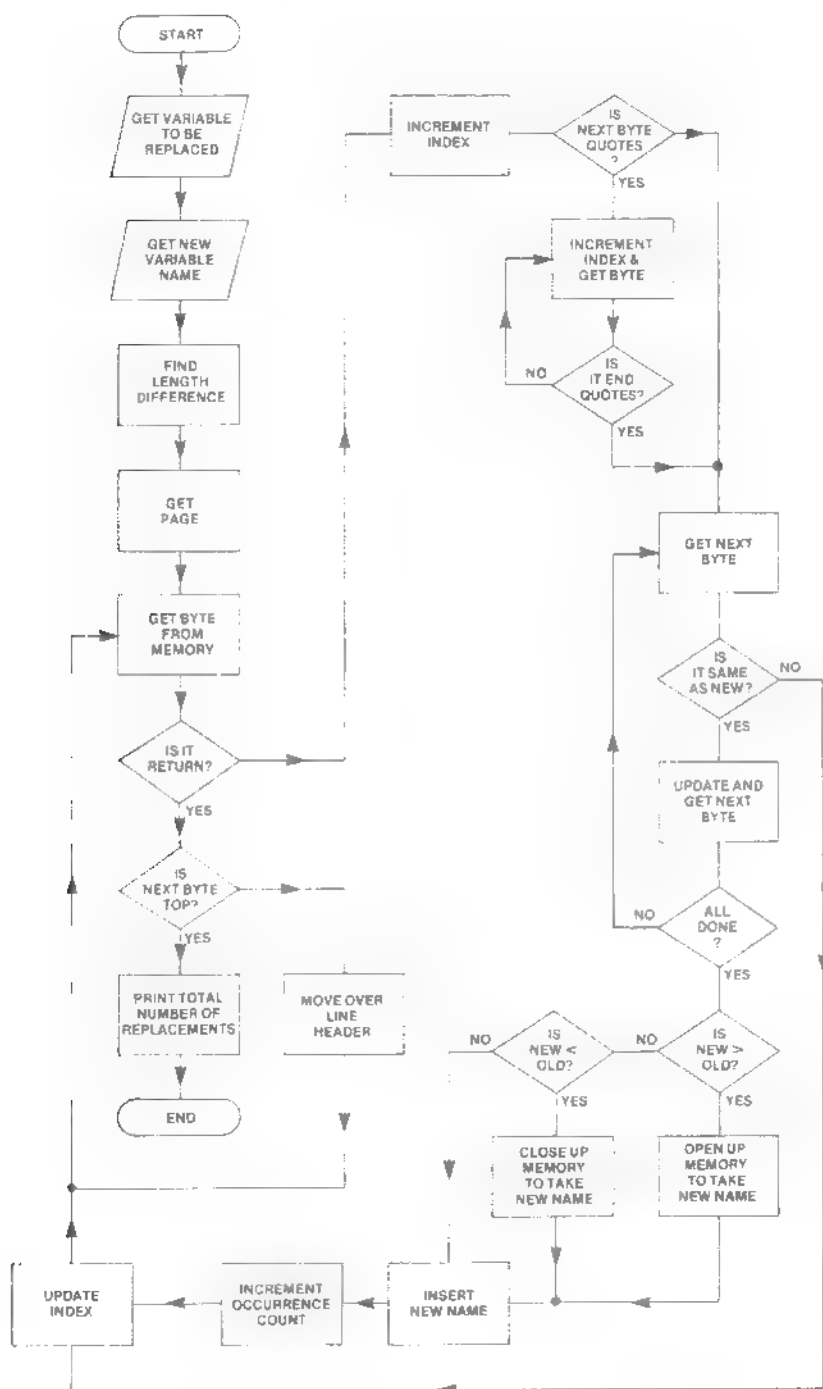 START
GET VARIABLE
TO BE
REPLACED
GET NEW
VARIABLE
NAME
FIND
LENGTH
DIFFERENCE
GET
PAGE
GET BYTE
FROM
MEMORY
IS IT
RETURN?
YES
IS
NEXT BYTE
TOP?
YES
PRINT TOTAL
NUMBER OF
REPLACEMENTS
END
MOVE OVER
LINE
HEADER
INCREMENT
INDEX
IS
NEXT BYTE
QUOTES
?
YES
INCREMENT
INDEX &
GET BYTE
NO
IS
IT END
QUOTES?
YES
GET NEXT
BYTE
IS
IT SAME
AS NEW?
NO
YES
UPDATE AND
GET NEXT
BYTE
NO
ALL
DONE
?
YES
IS
NEW >
OLD?
NO
YES
IS
NEW <
OLD?
NO
YES
CLOSE UP
MEMORY
TO TAKE
NEW NAME
OPEN UP
MEMORY
TO TAKE
NEW NAME
INSERT
NEW NAME
INCREMENT
OCCURRENCE
COUNT
UPDATE
INDEX